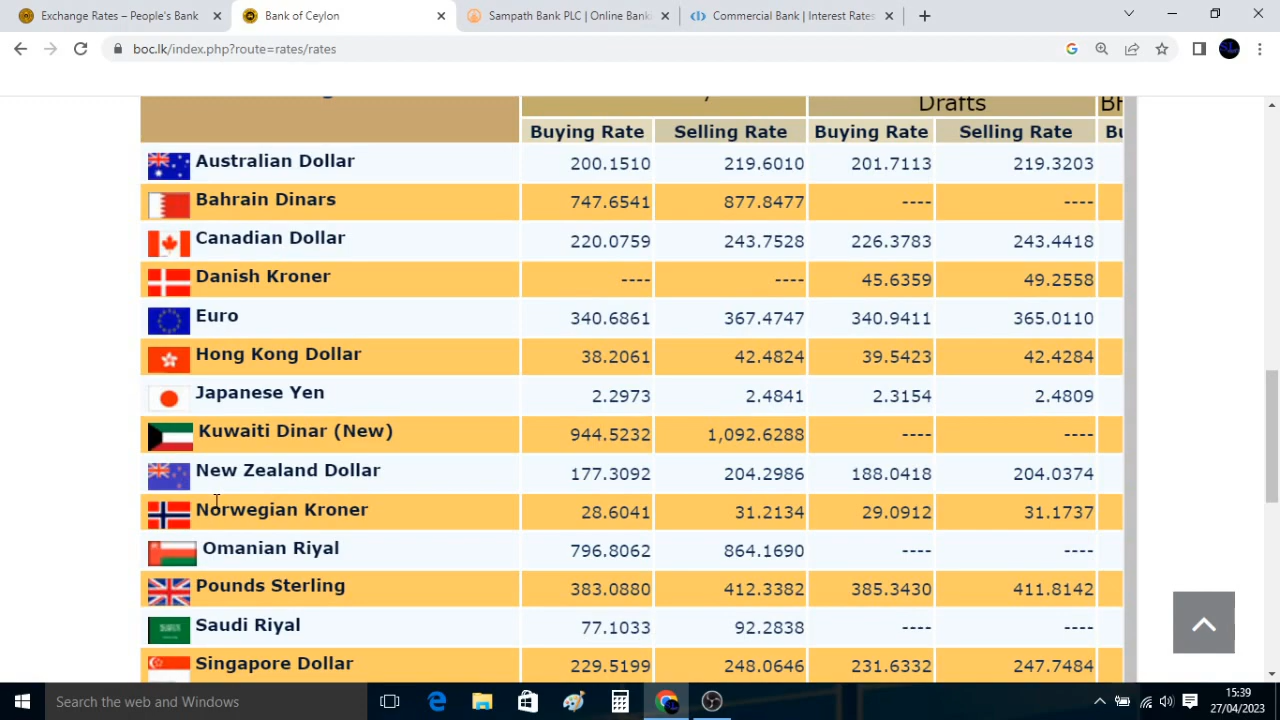 Exchange Rates - People's Bank
Bank of Ceylon
Sampath Bank PLC | Online Bank
Commercial Bank | Interest Rates
boc.lk/index.php?route=rates/rates
Drafts
Buying Rate Selling Rate Buying Rate Selling Rate
Australian Dollar 200.1510 219.6010 201.7113 219.3203
Bahrain Dinars 747.6541 877.8477 ---- ----
Canadian Dollar 220.0759 243.7528 226.3783 243.4418
Danish Kroner ---- ---- 45.6359 49.2558
Euro 340.6861 367.4747 340.9411 365.0110
Hong Kong Dollar 38.2061 42.4824 39.5423 42.4284
Japanese Yen 2.2973 2.4841 2.3154 2.4809
Kuwaiti Dinar (New) 944.5232 1,092.6288 ---- ----
New Zealand Dollar 177.3092 204.2986 188.0418 204.0374
Norwegian Kroner 28.6041 31.2134 29.0912 31.1737
Omanian Riyal 796.8062 864.1690 ---- ----
Pounds Sterling 383.0880 412.3382 385.3430 411.8142
Saudi Riyal 77.1033 92.2838 ---- ----
Singapore Dollar 229.5199 248.0646 231.6332 247.7484
Search the web and Windows
15:39
27/04/2023